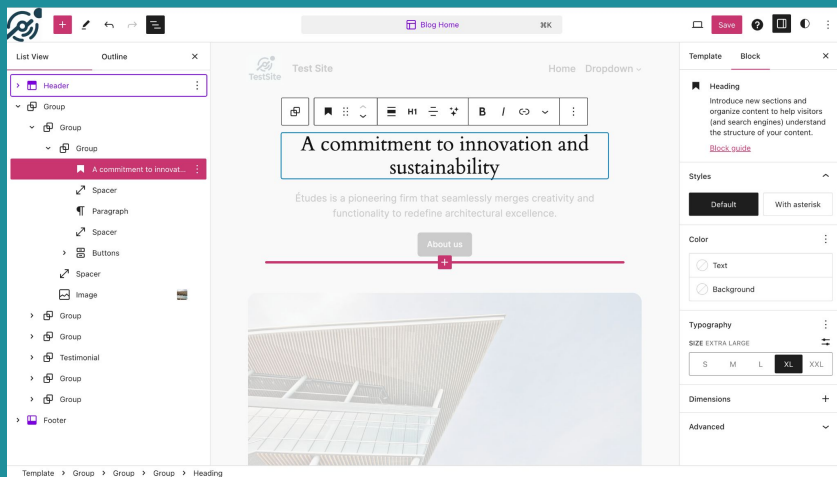 Blog Home
⌘K
Save
List View
Outline
Header
Group
Group
Group
A commitment to innovat...
Spacer
Paragraph
Spacer
Buttons
Spacer
Image
Group
Group
Testimonial
Group
Group
Footer
TestSite
Test Site
Home
Dropdown
H1
B
I
A commitment to innovation and
sustainability
Études is a pioneering firm that seamlessly merges creativity and
functionality to redefine architectural excellence.
About us
Template
Block
Heading
Introduce new sections and
organize content to help visitors
(and search engines) understand
the structure of your content.
Block guide
Styles
Default
With asterisk
Color
Text
Background
Typography
SIZE EXTRA LARGE
S M L XL XXL
Dimensions
Advanced
Template > Group > Group > Group > Heading